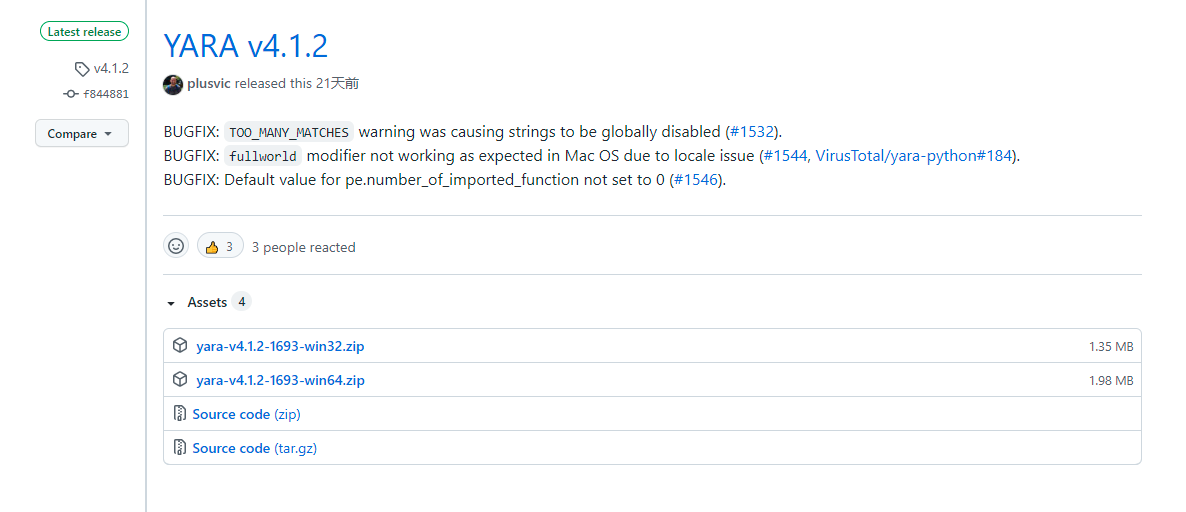 Latest release
v4.1.2
f844881
Compare
YARA v4.1.2
plusvic released this 21天前
BUGFIX: TOO_MANY_MATCHES warning was causing strings to be globally disabled (#1532).
BUGFIX: fullworld modifier not working as expected in Mac OS due to locale issue (#1544, VirusTotal/yara-python#184).
BUGFIX: Default value for pe.number_of_imported_function not set to 0 (#1546).
👍 3 3 people reacted
Assets 4
yara-v4.1.2-1693-win32.zip 1.35 MB
yara-v4.1.2-1693-win64.zip 1.98 MB
Source code (zip)
Source code (tar.gz)